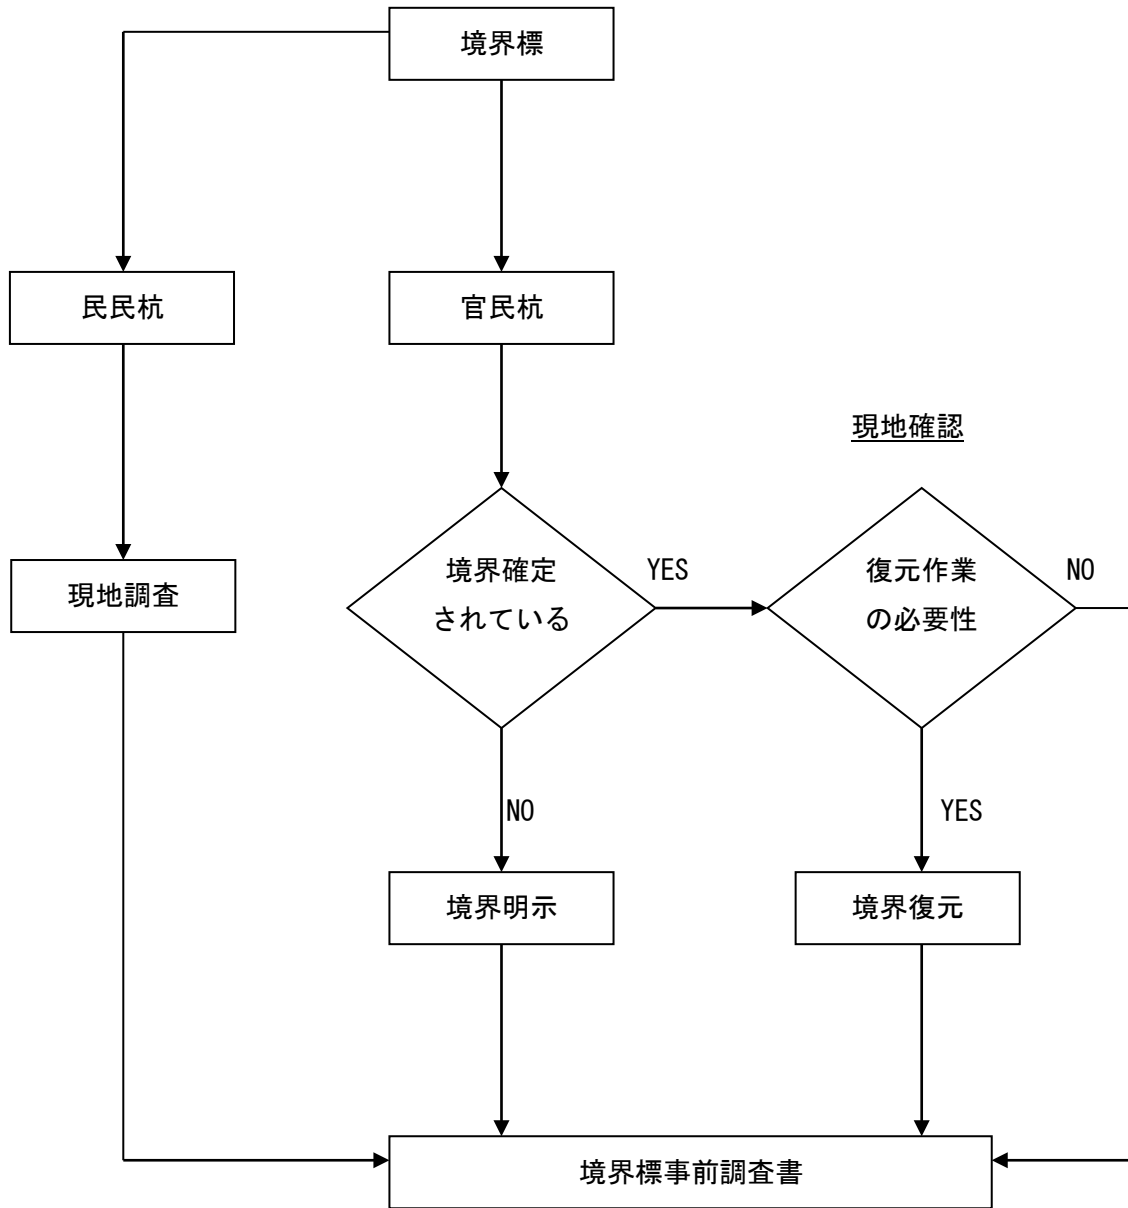 境界標
民民杭
官民杭
現地確認
現地調査
境界確定
されている
YES
復元作業
の必要性
NO
NO
YES
境界明示
境界復元
境界標事前調査書